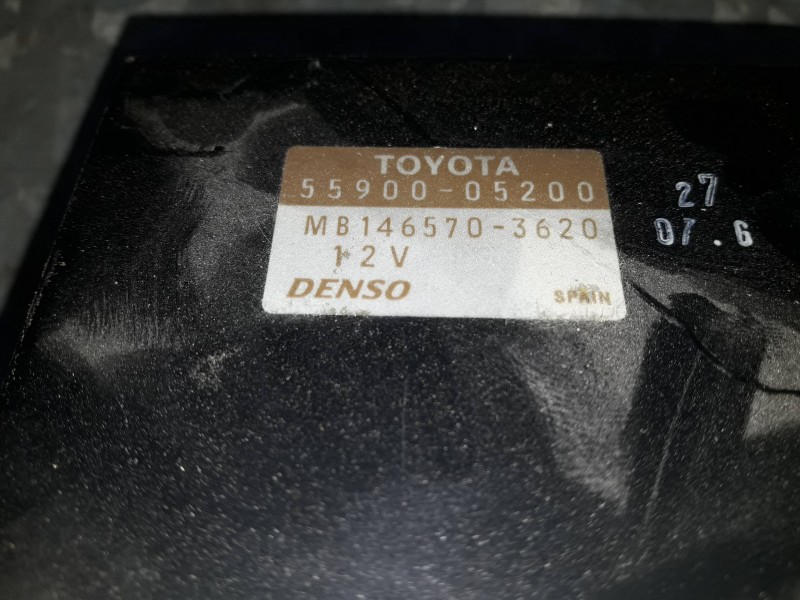 TOYOTA
55900-05200
MB146570-3620
12V
DENSO SPAIN
27
07.6